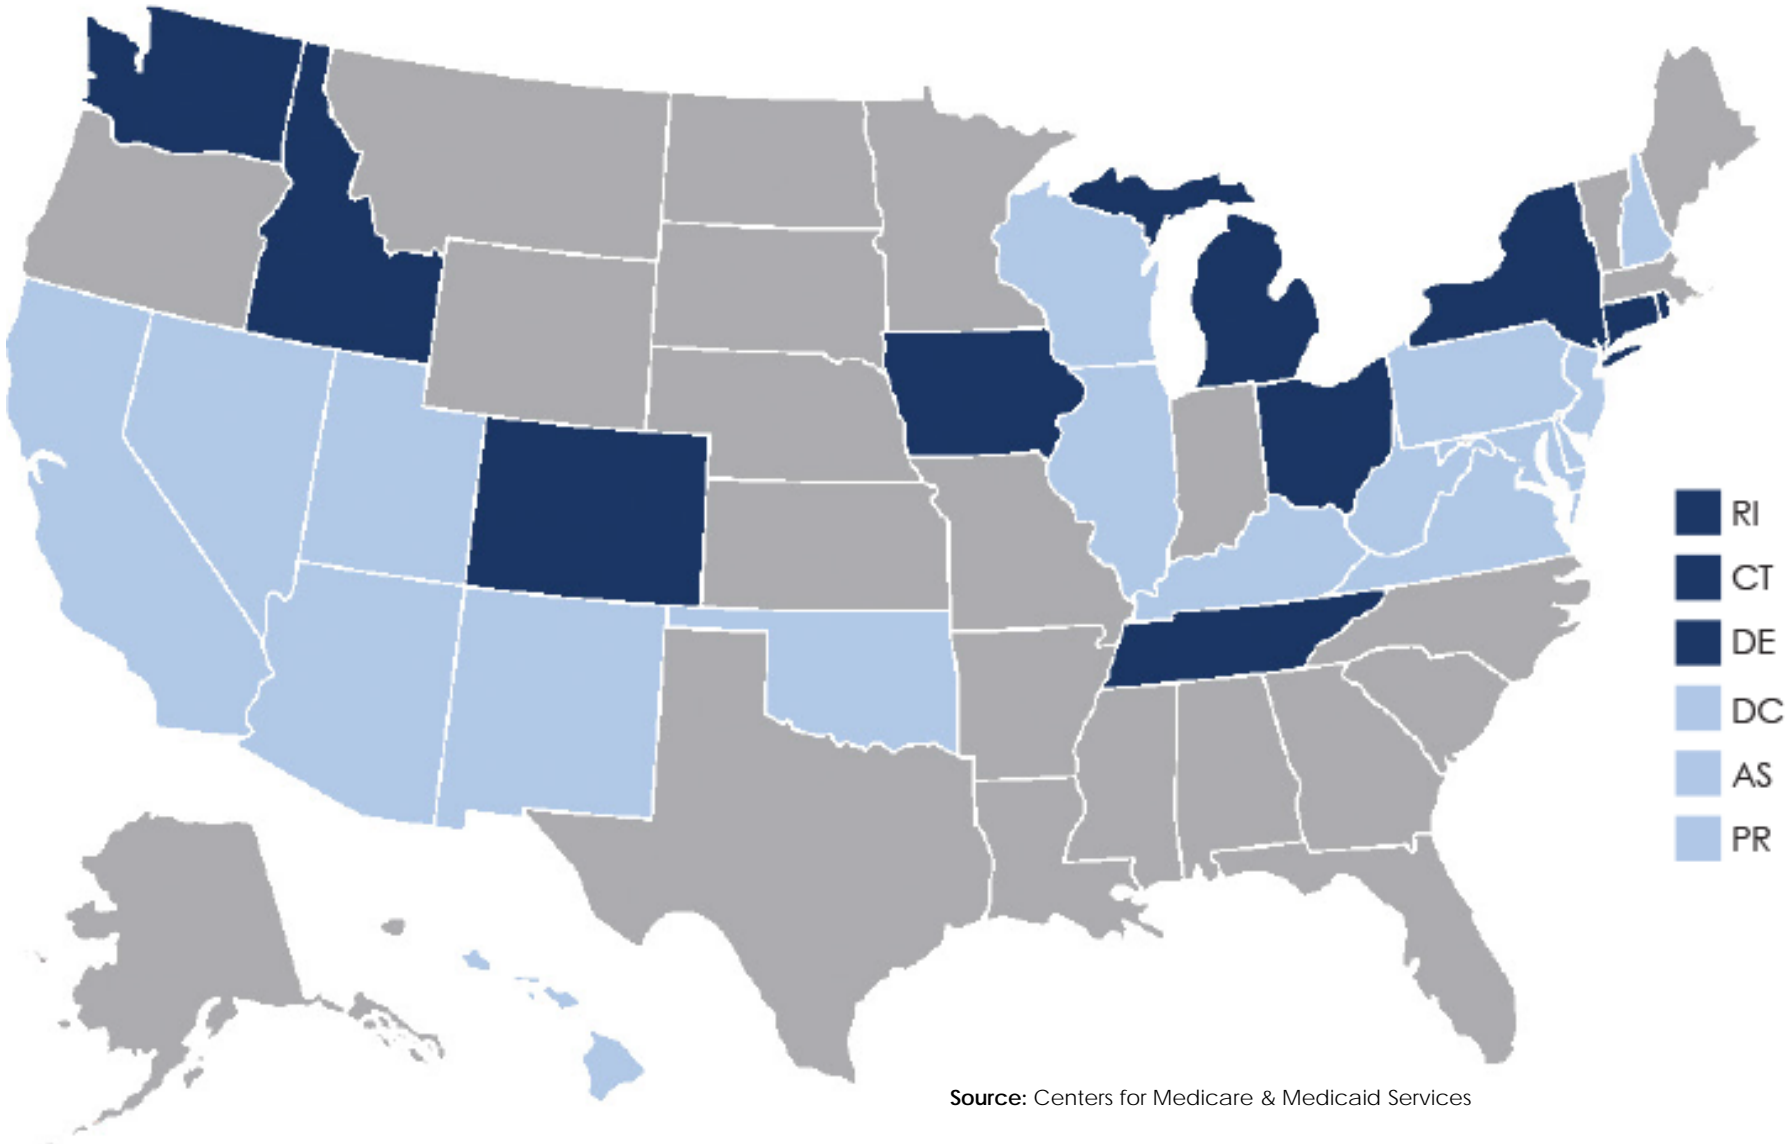 RI
CT
DE
DC
AS
PR
Source: Centers for Medicare & Medicaid Services